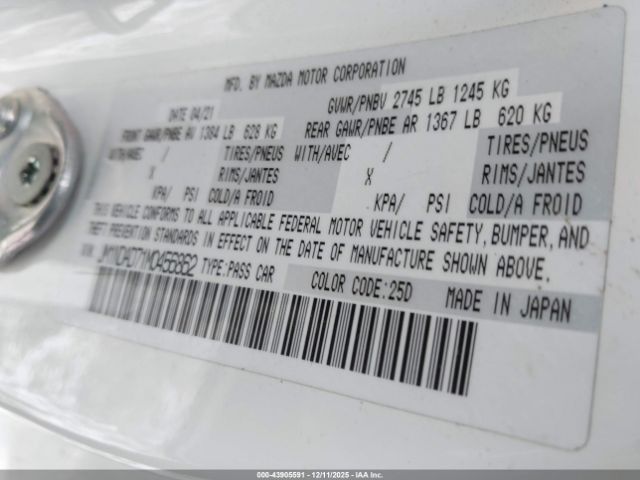 MFD. BY MAZDA MOTOR CORPORATION
DATE 04/21 GVWR/PNBV 2745 LB 1245 KG
FRONT GAWR/PNBE AV 1384 LB 628 KG REAR GAWR/PNBE AR 1367 LB 620 KG
WITH/AVEC / TIRES/PNEUS WITH/AVEC / TIRES/PNEUS
X RIMS/JANTES X RIMS/JANTES
KPA/ PSI COLD/A FROID KPA/ PSI COLD/A FROID
THIS VEHICLE CONFORMS TO ALL APPLICABLE FEDERAL MOTOR VEHICLE SAFETY, BUMPER, AND
THEFT PREVENTION STANDARDS IN EFFECT ON THE DATE OF MANUFACTURE SHOWN ABOVE.
VIN: TYPE:PASS CAR COLOR CODE:25D MADE IN JAPAN
000-43905591 - 12/11/2025 - IAA Inc.